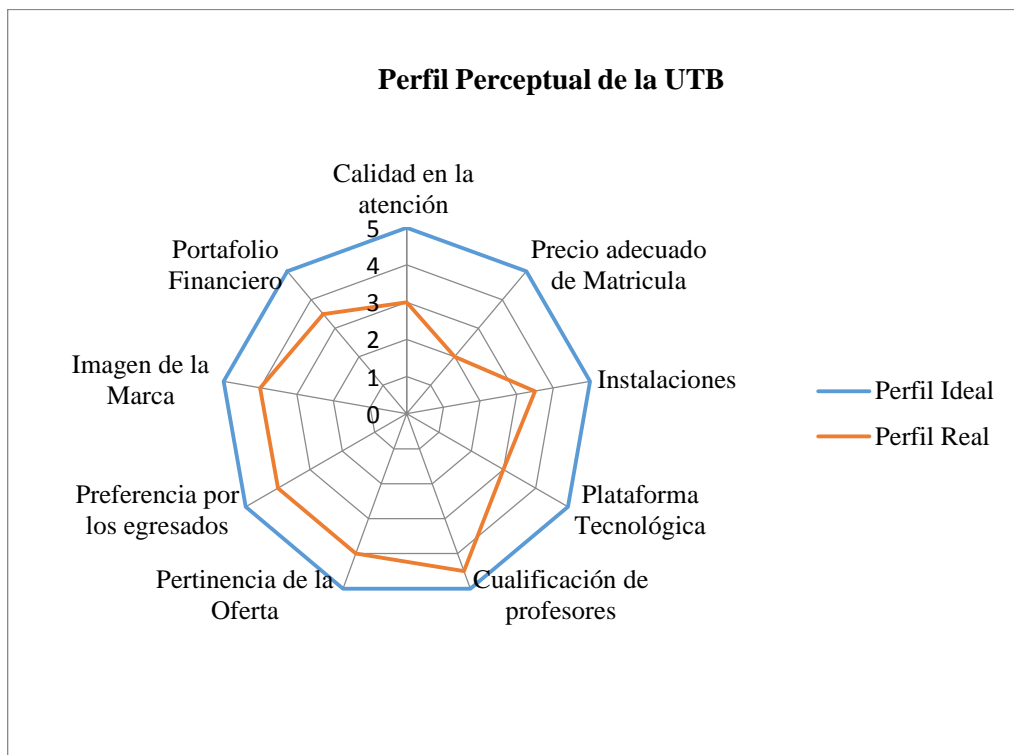 Perfil Perceptual de la UTB
Calidad en la
atención
Precio adecuado
de Matricula
Instalaciones
Plataforma
Tecnológica
Cualificación de
profesores
Pertinencia de la
Oferta
Preferencia por
los egresados
Imagen de la
Marca
Portafolio
Financiero
5
4
3
2
1
0
Perfil Ideal
Perfil Real